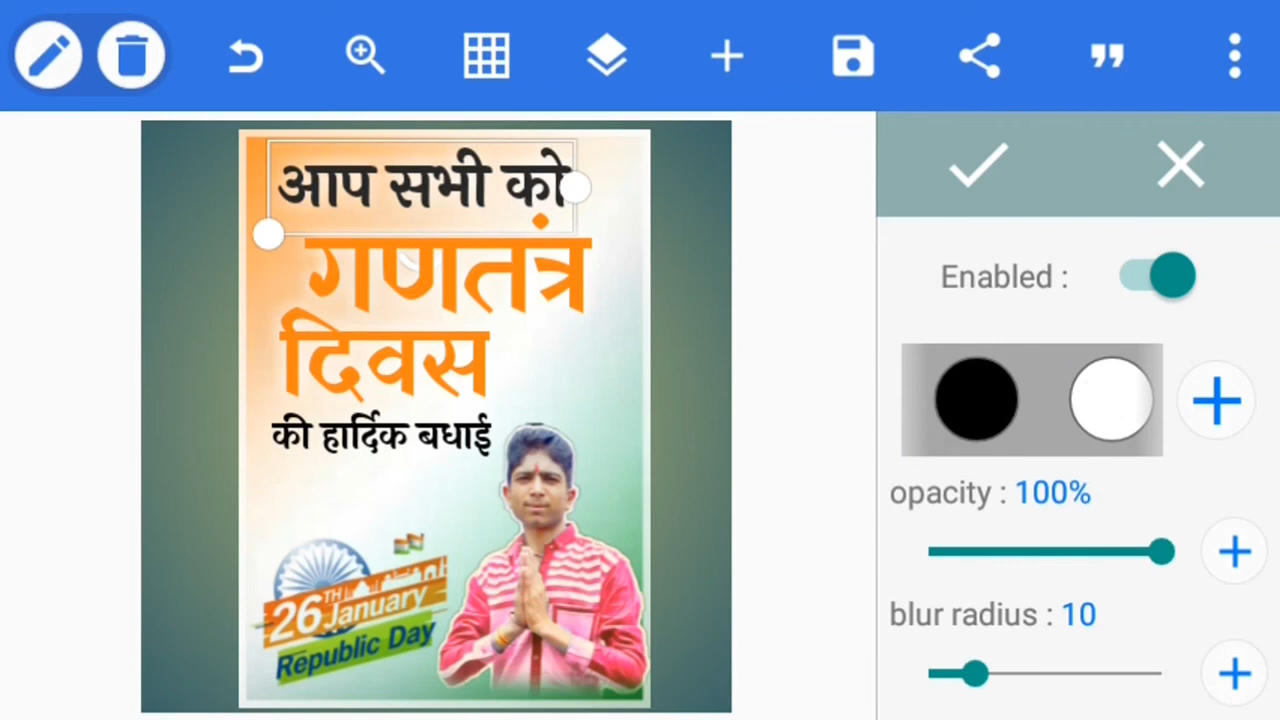 आप सभी को
गणतंत्र
दिवस
की हार्दिक बधाई
26TH January
Republic Day
Enabled :
opacity : 100%
blur radius : 10